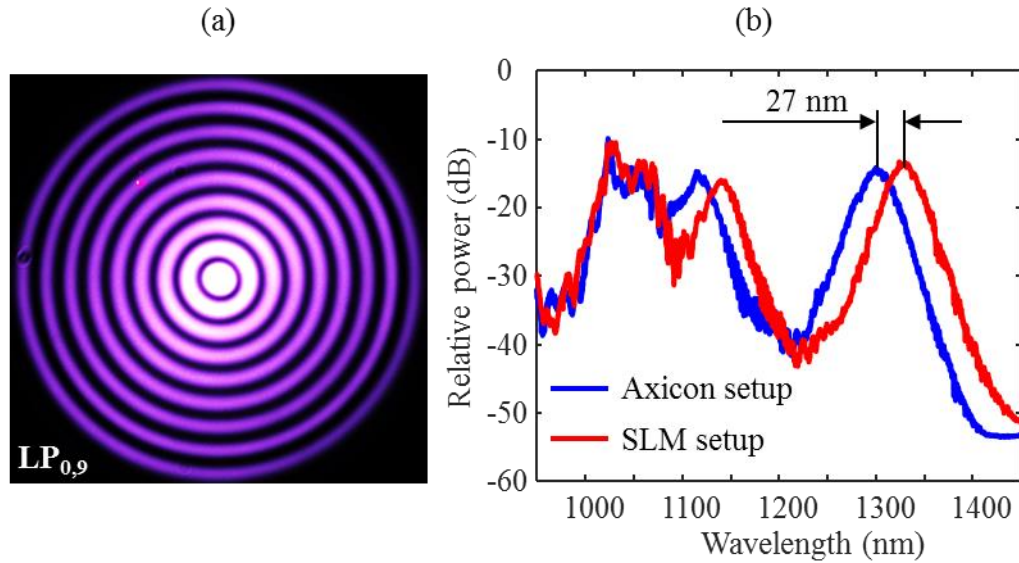 (a)
(b)
LP0,9
27 nm
Relative power (dB)
0
-10
-20
-30
-40
-50
-60
Axicon setup
SLM setup
1000 1100 1200 1300 1400
Wavelength (nm)